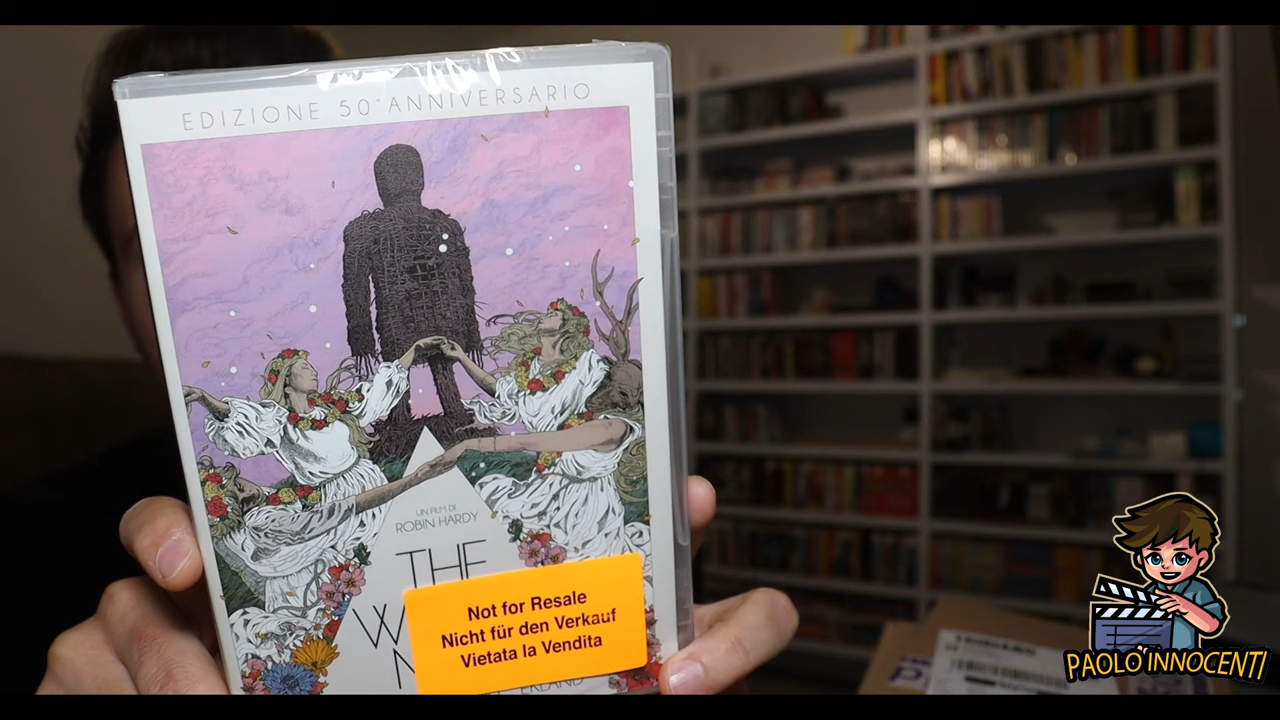 EDIZIONE 50° ANNIVERSARIO
UN FILM DI
ROBIN HARDY
THE
Not for Resale
Nicht für den Verkauf
Vietata la Vendita
PAOLO INNOCENTI